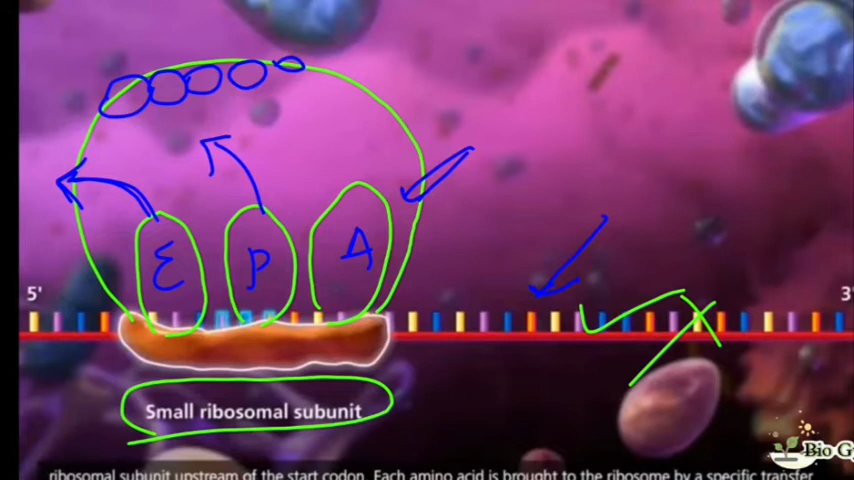 5' 3'
E P A
Small ribosomal subunit
Bio G
ribosomal subunit upstream of the start codon. Each amino acid is brought to the ribosome by a specific transfer